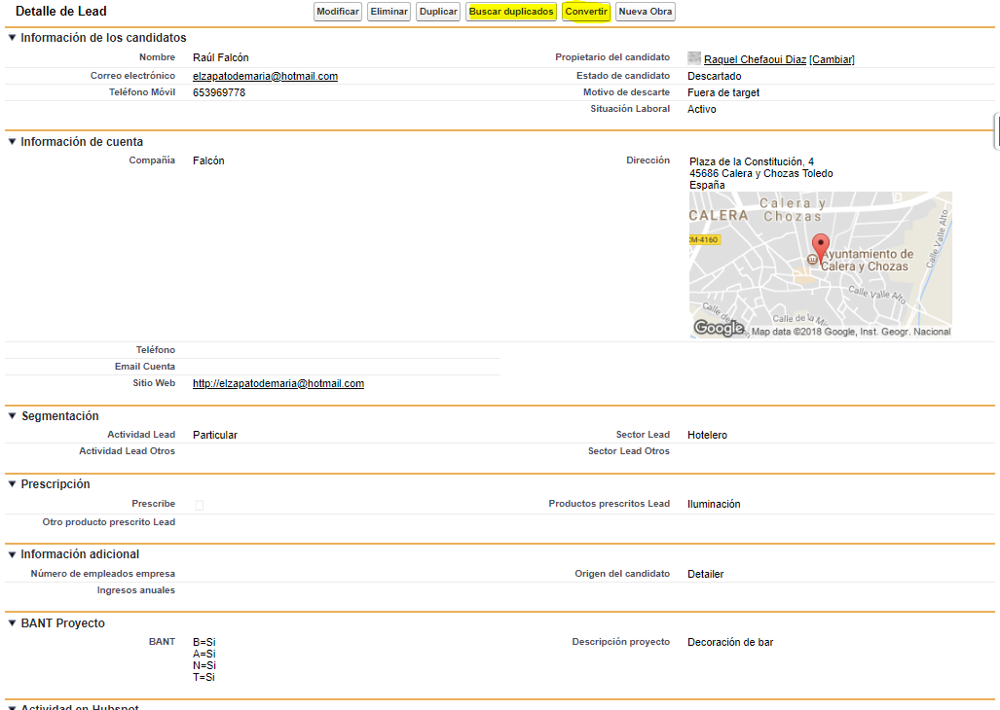 Detalle de Lead
Modificar Eliminar Duplicar Buscar duplicados Convertir Nueva Obra
Información de los candidatos
Nombre Raúl Falcón Propietario del candidato Raquel Chefaoui Diaz [Cambiar]
Correo electrónico elzapatodemaria@hotmail.com Estado de candidato Descartado
Teléfono Móvil 653969778 Motivo de descarte Fuera de target
Situación Laboral Activo
Información de cuenta
Compañía Falcón Dirección Plaza de la Constitución, 4
45686 Calera y Chozas Toledo
España
Calera y
Chozas
CALERA
CM-4160
Ayuntamiento de
Calera y Chozas
Calle Valle Alto
Calle Valle Alto
Calle de
Calle de la Mi
Google Map data ©2018 Google, Inst. Geogr. Nacional
Teléfono
Email Cuenta
Sitio Web http://elzapatodemaria@hotmail.com
Segmentación
Actividad Lead Particular Sector Lead Hotelero
Actividad Lead Otros Sector Lead Otros
Prescripción
Prescribe Productos prescritos Lead Iluminación
Otro producto prescrito Lead
Información adicional
Número de empleados empresa Origen del candidato Detailer
Ingresos anuales
BANT Proyecto
BANT B=Si Descripción proyecto Decoración de bar
A=Si
N=Si
T=Si
Actividad en Hubspot